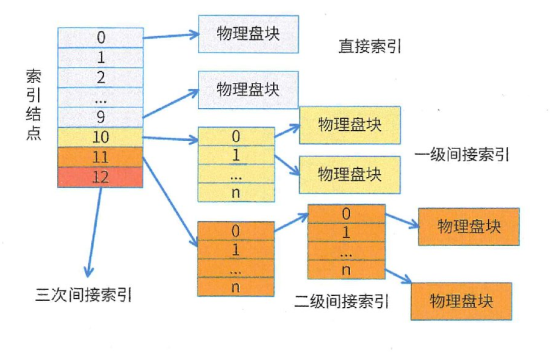 索引结点
0
1
2
...
9
10
11
12
物理盘块
直接索引
物理盘块
0
1
...
n
物理盘块
物理盘块
一级间接索引
0
1
...
n
0
1
...
n
物理盘块
物理盘块
三次间接索引
二级间接索引